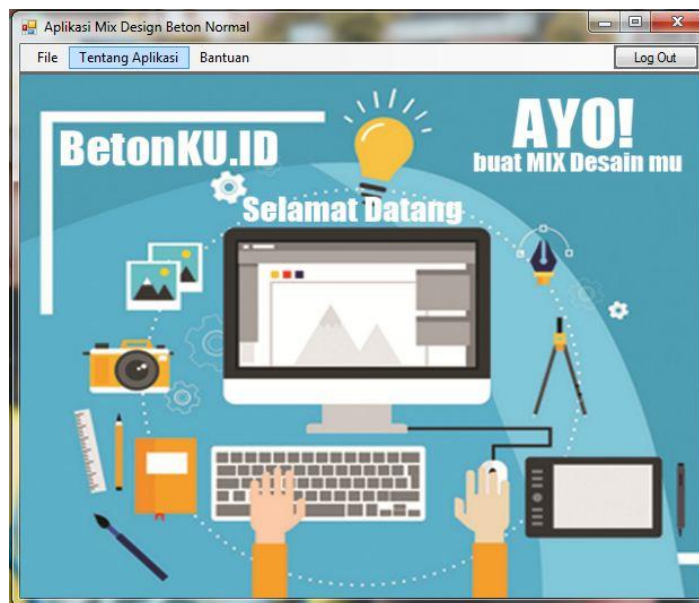 Aplikasi Mix Design Beton Normal
File Tentang Aplikasi Bantuan Log Out
BetonKU.ID
AYO!
buat MIX Desain mu
Selamat Datang